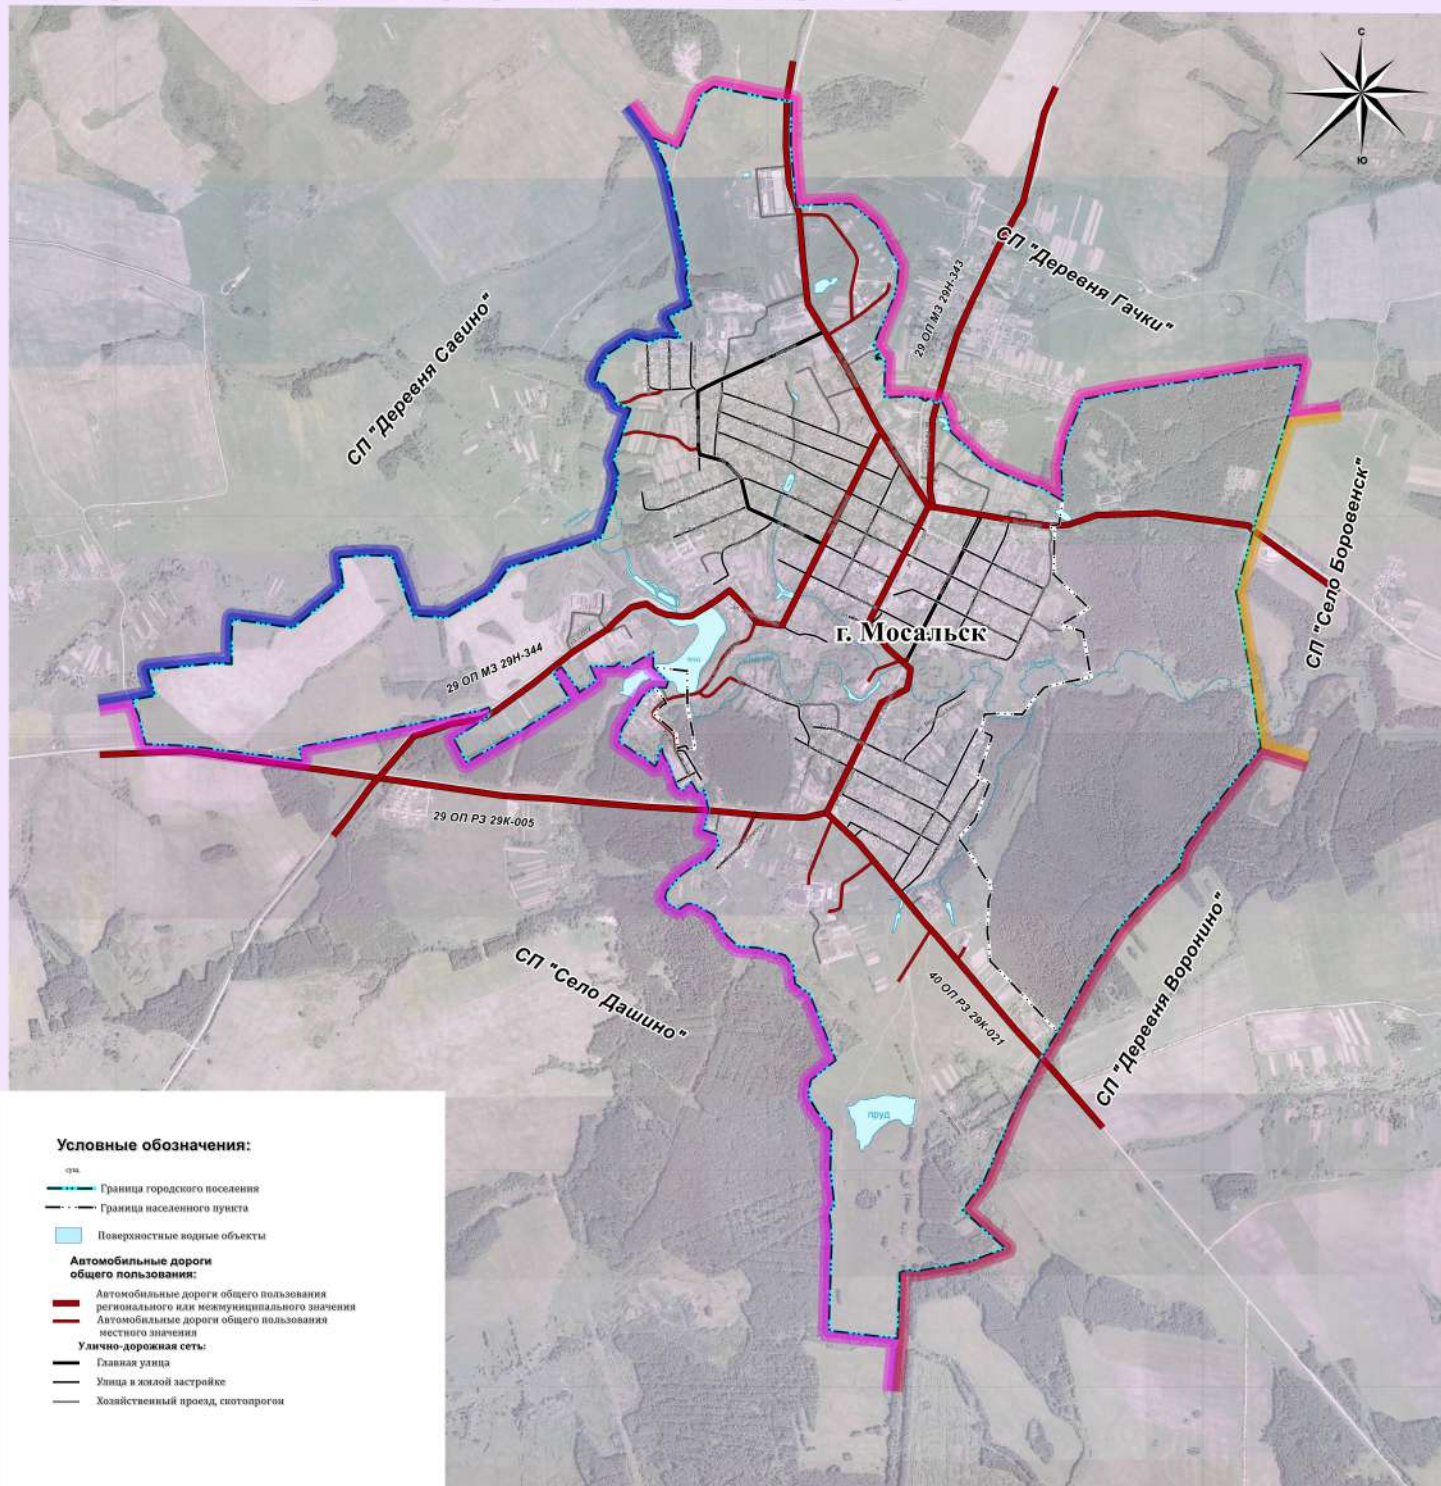 С
Ю
СП "Деревня Гачки"
29 ОП МЗ 29Н-343
СП "Деревня Савино"
СП "Село Боровенск"
г. Мосальск
29 ОП МЗ 29Н-344
29 ОП РЗ 29К-005
СП "Село Дашино"
40 ОП РЗ 29К-021
СП "Деревня Воронино"
пруд
Условные обозначения:
сущ.
Граница городского поселения
Граница населенного пункта
Поверхностные водные объекты
Автомобильные дороги
общего пользования:
Автомобильные дороги общего пользования
регионального или межмуниципального значения
Автомобильные дороги общего пользования
местного значения
Улично-дорожная сеть:
Главная улица
Улица в жилой застройке
Хозяйственный проезд, скотопрогон